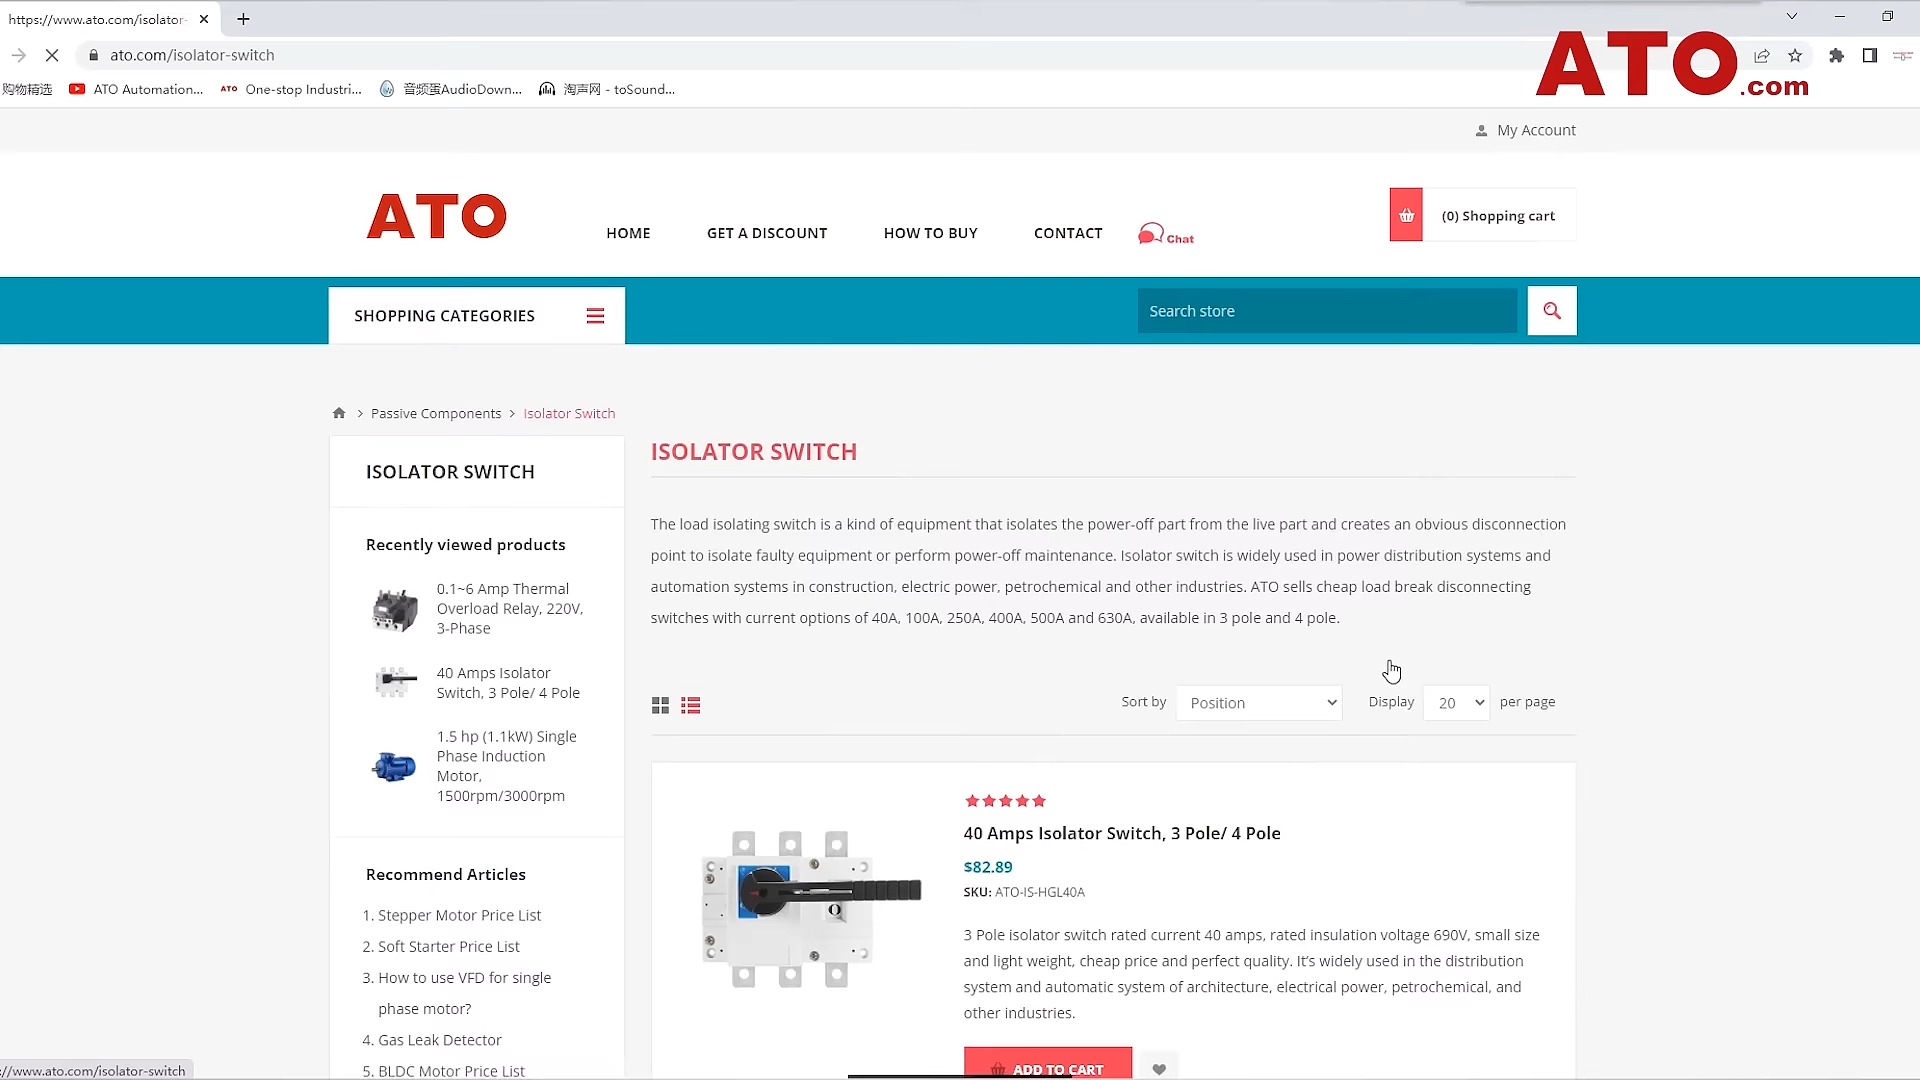 https://www.ato.com/isolator-
ato.com/isolator-switch
购物精选
ATO Automation...
ATO One-stop Industri...
音频蛋AudioDown...
淘声网 - toSound...
ATO.com
My Account
ATO
HOME
GET A DISCOUNT
HOW TO BUY
CONTACT
Chat
(0) Shopping cart
SHOPPING CATEGORIES
Search store
Passive Components
Isolator Switch
ISOLATOR SWITCH
Recently viewed products
0.1~6 Amp Thermal
Overload Relay, 220V,
3-Phase
40 Amps Isolator
Switch, 3 Pole/ 4 Pole
1.5 hp (1.1kW) Single
Phase Induction
Motor,
1500rpm/3000rpm
Recommend Articles
1. Stepper Motor Price List
2. Soft Starter Price List
3. How to use VFD for single
phase motor?
4. Gas Leak Detector
5. BLDC Motor Price List
ISOLATOR SWITCH
The load isolating switch is a kind of equipment that isolates the power-off part from the live part and creates an obvious disconnection
point to isolate faulty equipment or perform power-off maintenance. Isolator switch is widely used in power distribution systems and
automation systems in construction, electric power, petrochemical and other industries. ATO sells cheap load break disconnecting
switches with current options of 40A, 100A, 250A, 400A, 500A and 630A, available in 3 pole and 4 pole.
Sort by
Position
Display
20
per page
40 Amps Isolator Switch, 3 Pole/ 4 Pole
$82.89
SKU: ATO-IS-HGL40A
3 Pole isolator switch rated current 40 amps, rated insulation voltage 690V, small size
and light weight, cheap price and perfect quality. It’s widely used in the distribution
system and automatic system of architecture, electrical power, petrochemical, and
other industries.
ADD TO CART
://www.ato.com/isolator-switch